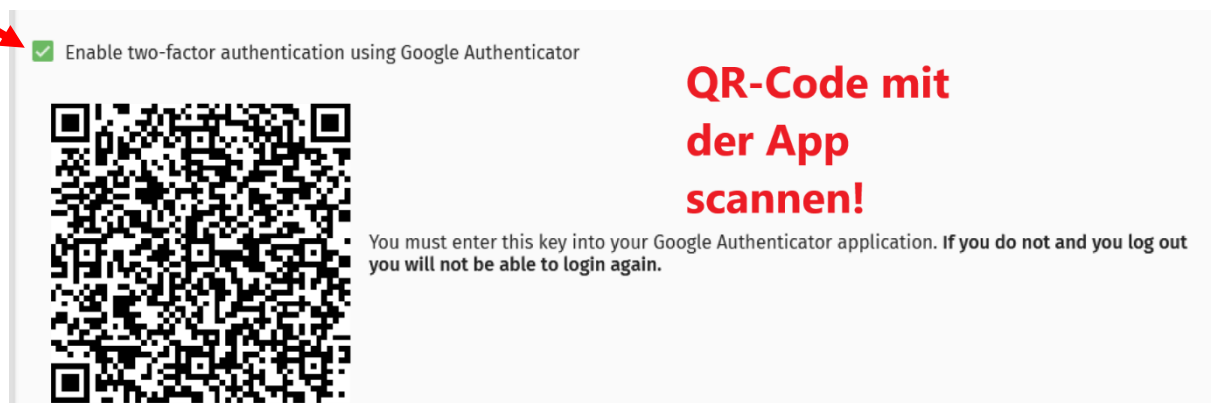 Enable two-factor authentication using Google Authenticator
QR-Code mit
der App
scannen!
You must enter this key into your Google Authenticator application. If you do not and you log out
you will not be able to login again.